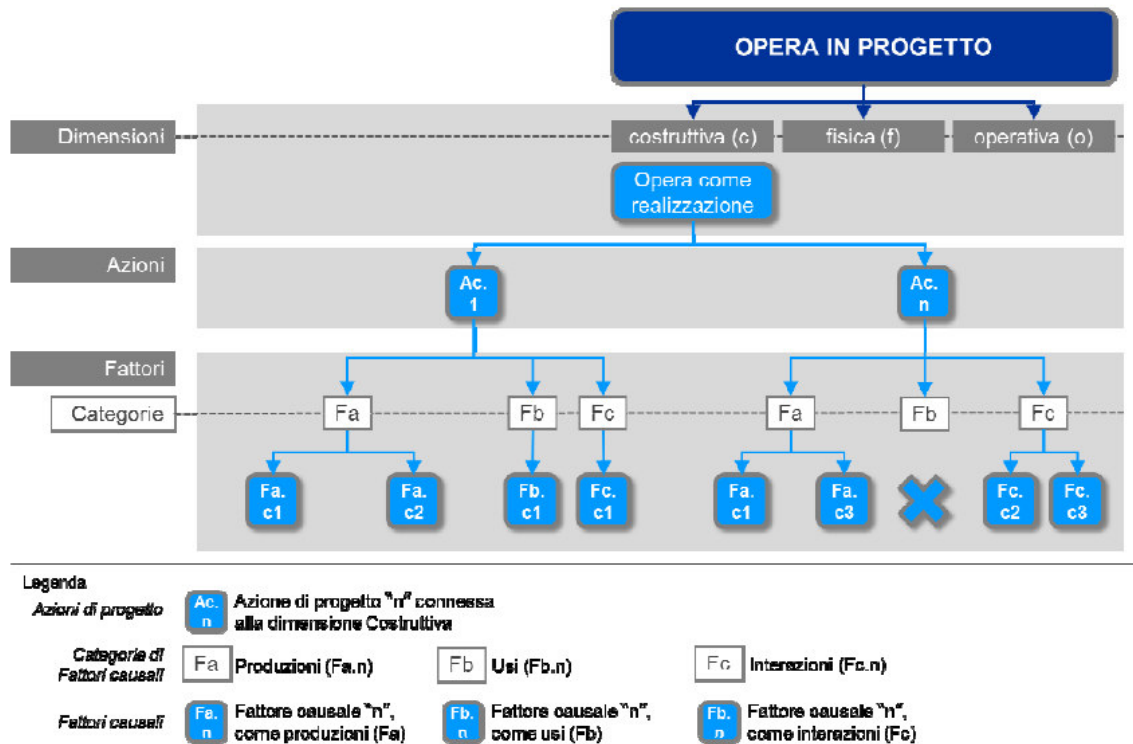 OPERA IN PROGETTO
Dimensioni
costruttiva (c)
fisica (f)
operativa (o)
Opera come
realizzazione
Azioni
Ac.
1
Ac.
n
Fattori
Categorie
Fa
Fb
Fc
Fa
Fb
Fc
Fa.
c1
Fa.
c2
Fb.
c1
Fc.
c1
Fa.
c1
Fa.
c3
Fc.
c2
Fc.
c3
Legenda
Azioni di progetto
Ac.
n
Azione di progetto "n" connessa
alla dimensione Costruttiva
Categorie di
Fattori causali
Fa
Produzioni (Fa.n)
Fb
Usi (Fb.n)
Fc
Interazioni (Fc.n)
Fattori causali
Fa.
n
Fattore causale "n",
come produzioni (Fa)
Fb.
n
Fattore causale "n",
come usi (Fb)
Fb.
n
Fattore causale "n",
come interazioni (Fc)